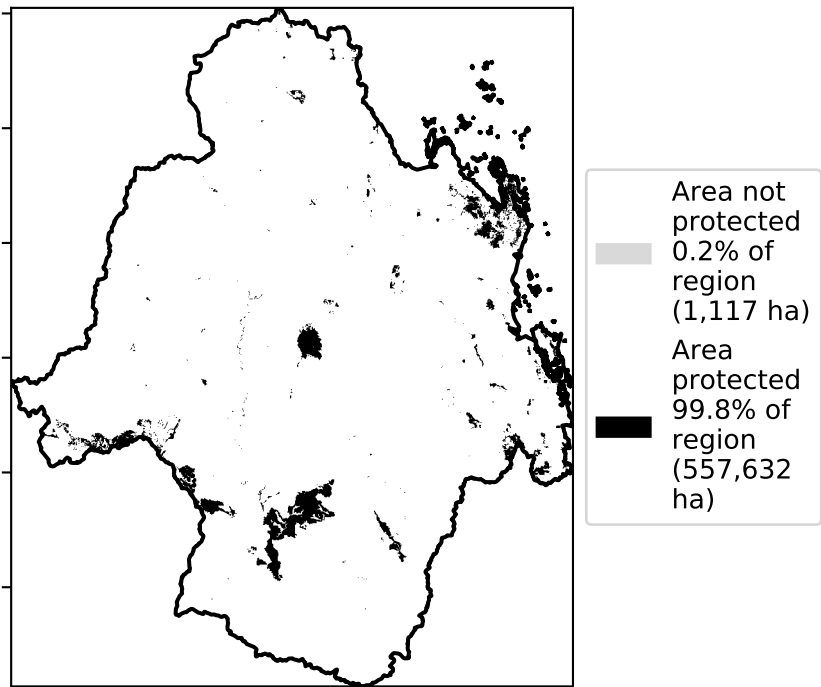 Area not
protected
0.2% of
region
(1,117 ha)
Area
protected
99.8% of
region
(557,632
ha)